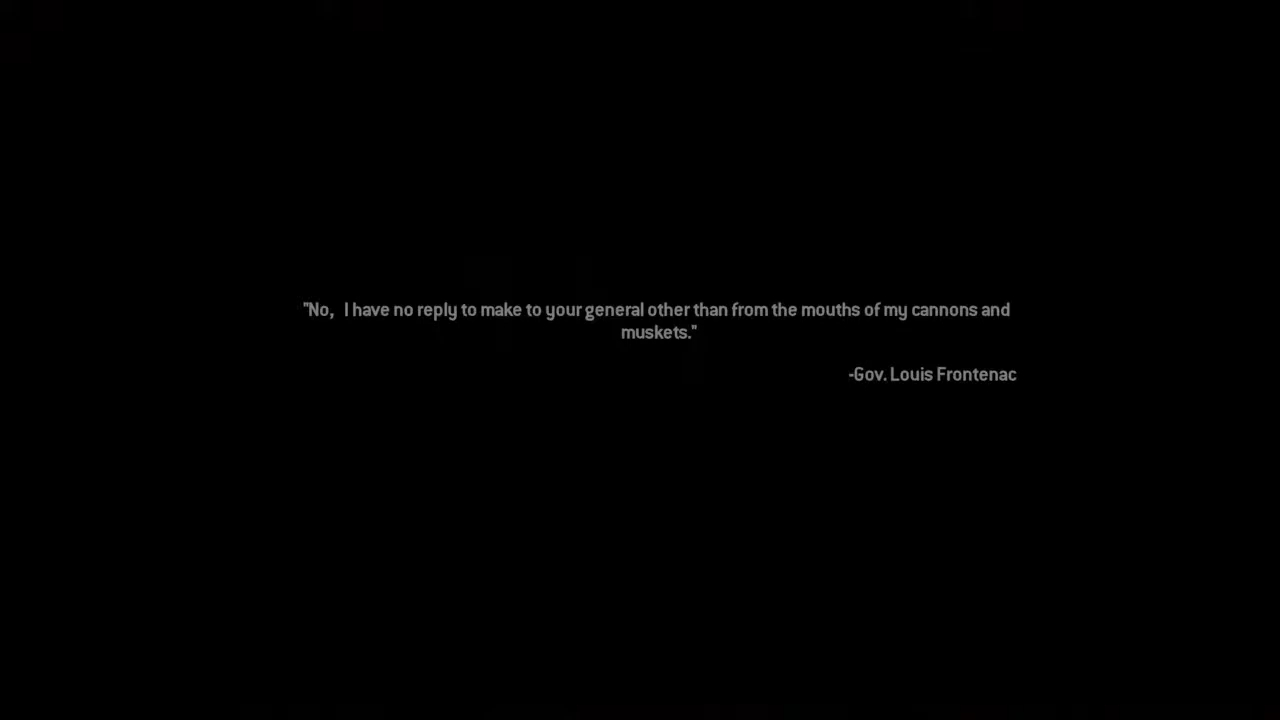 "No, I have no reply to make to your general other than from the mouths of my cannons and
muskets."
-Gov. Louis Frontenac